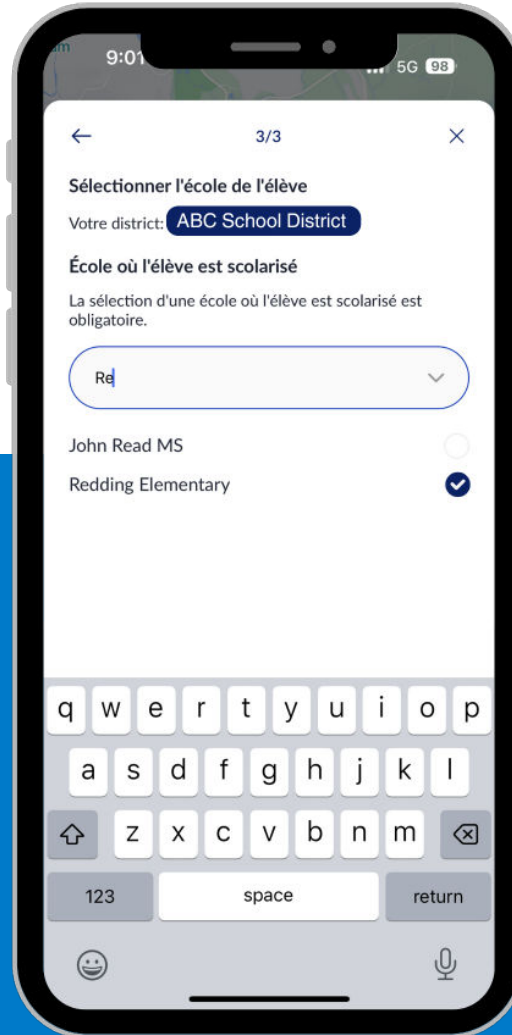 9:01
5G 98
3/3
Sélectionner l'école de l'élève
Votre district: ABC School District
École où l'élève est scolarisé
La sélection d'une école où l'élève est scolarisé est
obligatoire.
Re
John Read MS
Redding Elementary
q w e r t y u i o p
a s d f g h j k l
z x c v b n m
123 space return